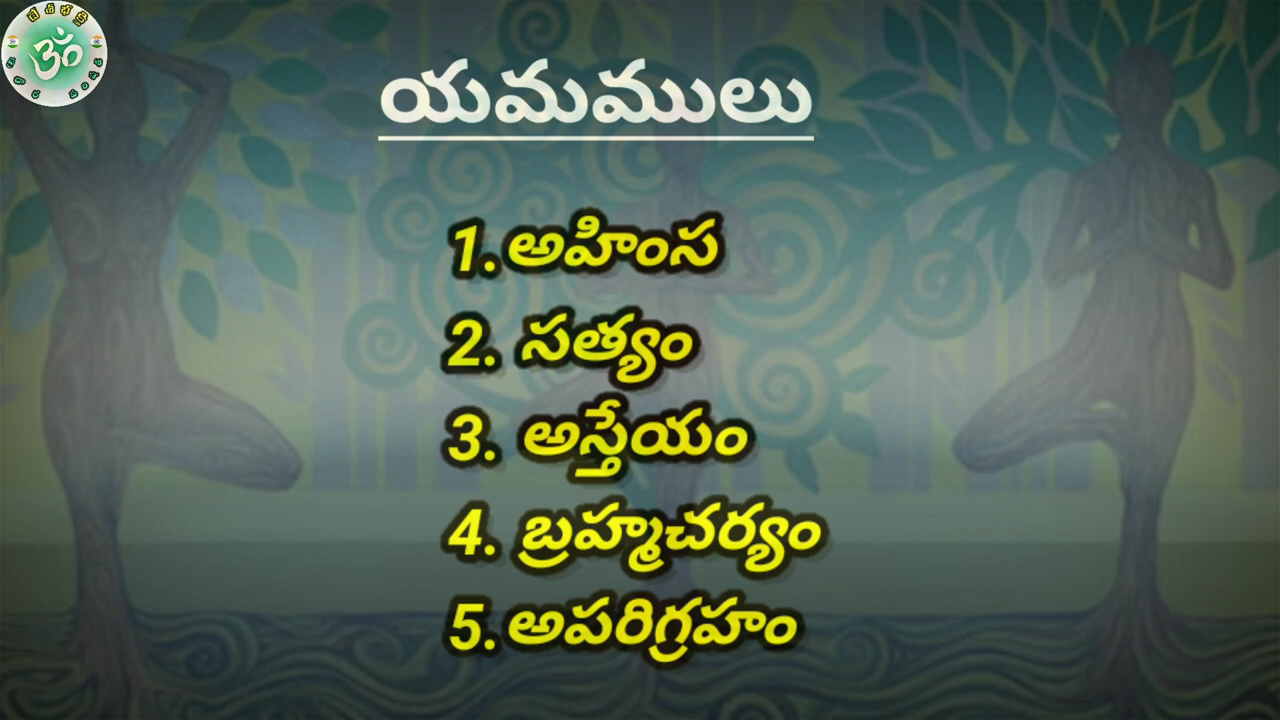 యమములు
1. అహింస
2. సత్యం
3. అస్తేయం
4. బ్రహ్మచర్యం
5. అపరిగ్రహం
ॐ